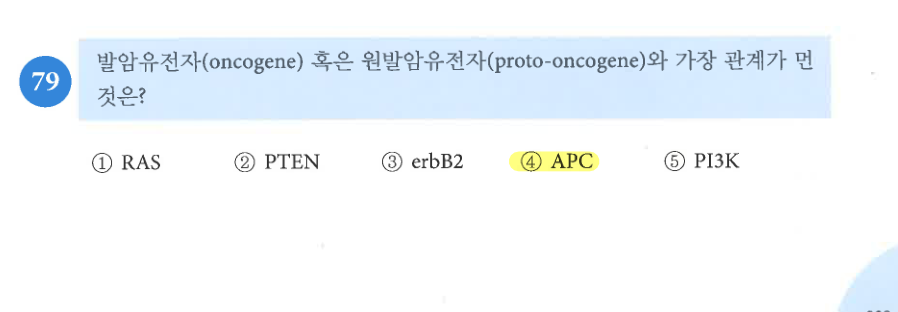 79
발암유전자(oncogene) 혹은 원발암유전자(proto-oncogene)와 가장 관계가 먼
것은?
① RAS ② PTEN ③ erbB2 ④ APC ⑤ PI3K